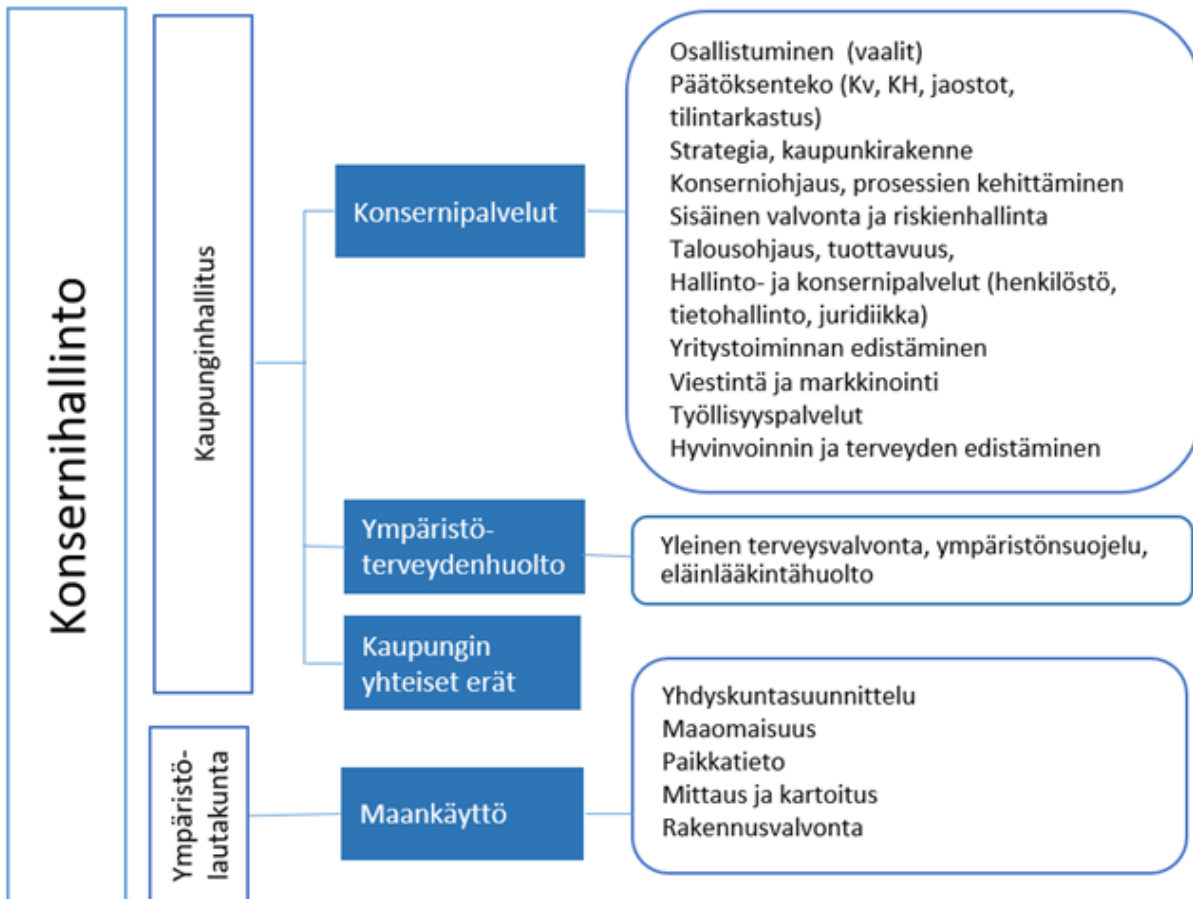 Konsernihallinto
Kaupunginhallitus
Konsernipalvelut
Osallistuminen (vaalit)
Päätöksenteko (Kv, KH, jaostot,
tilintarkastus)
Strategia, kaupunkirakenne
Konserniohjaus, prosessien kehittäminen
Sisäinen valvonta ja riskienhallinta
Talousohjaus, tuottavuus,
Hallinto- ja konsernipalvelut (henkilöstö,
tietohallinto, juridiikka)
Yritystoiminnan edistäminen
Viestintä ja markkinointi
Työllisyyspalvelut
Hyvinvoinnin ja terveyden edistäminen
Ympäristö-
terveydenhuolto
Yleinen terveysvalvonta, ympäristönsuojelu,
eläinlääkintähuolto
Kaupungin
yhteiset erät
Ympäristö-
lautakunta
Maankäyttö
Yhdyskuntasuunnittelu
Maaomaisuus
Paikkatieto
Mittaus ja kartoitus
Rakennusvalvonta